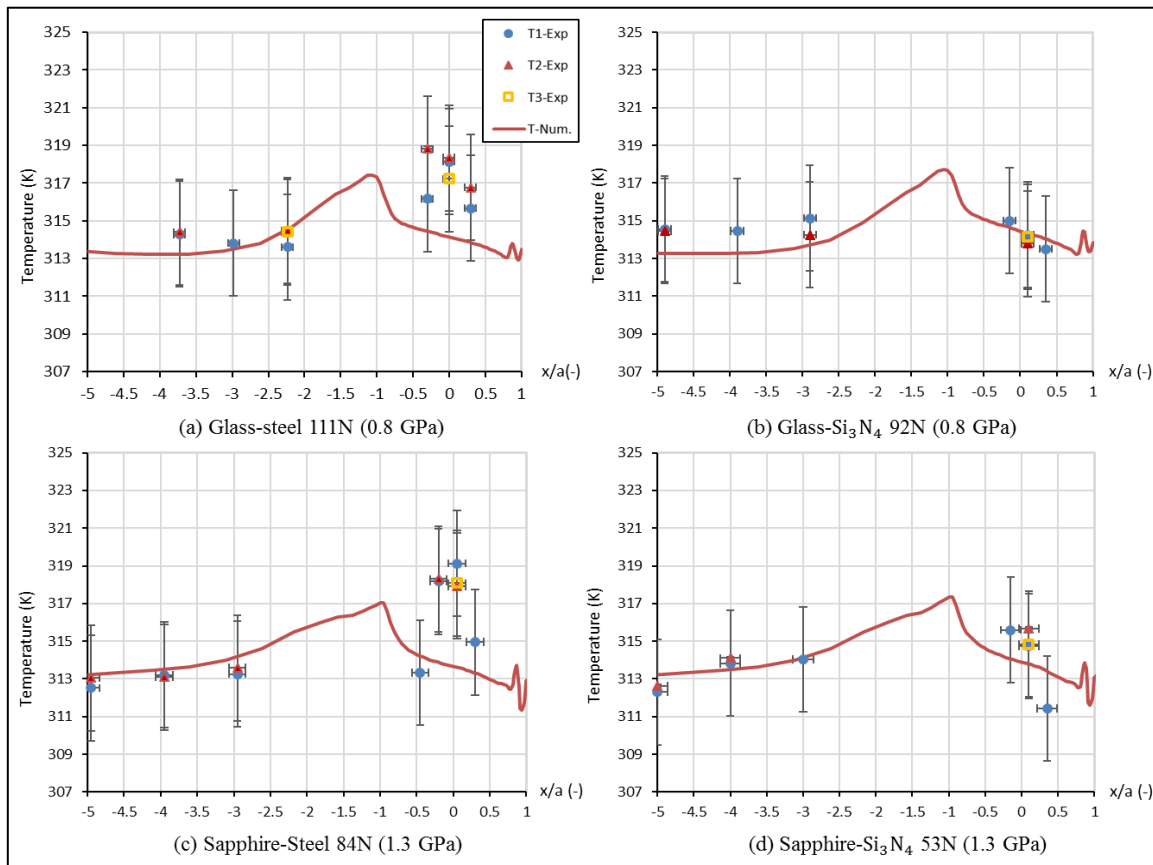 325
323
321
319
317
315
313
311
309
307
Temperature (K)
T1-Exp
T2-Exp
T3-Exp
T-Num.
x/a(-)
-5 -4.5 -4 -3.5 -3 -2.5 -2 -1.5 -1 -0.5 0 0.5 1
(a) Glass-steel 111N (0.8 GPa)
325
323
321
319
317
315
313
311
309
307
Temperature (K)
x/a(-)
-5 -4.5 -4 -3.5 -3 -2.5 -2 -1.5 -1 -0.5 0 0.5 1
(b) Glass-Si₃N₄ 92N (0.8 GPa)
325
323
321
319
317
315
313
311
309
307
Temperature (K)
x/a (-)
-5 -4.5 -4 -3.5 -3 -2.5 -2 -1.5 -1 -0.5 0 0.5 1
(c) Sapphire-Steel 84N (1.3 GPa)
325
323
321
319
317
315
313
311
309
307
Temperature (K)
x/a (-)
-5 -4.5 -4 -3.5 -3 -2.5 -2 -1.5 -1 -0.5 0 0.5 1
(d) Sapphire-Si₃N₄ 53N (1.3 GPa)